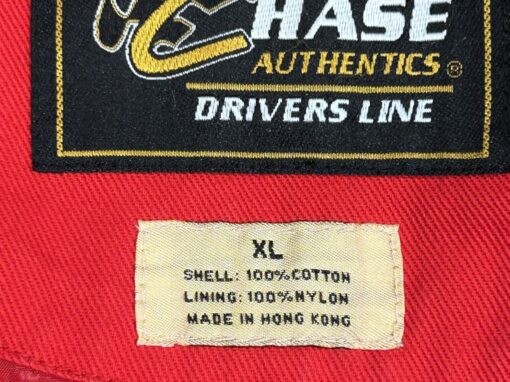 CHASE
AUTHENTICS®
DRIVERS LINE
XL
SHELL: 100% COTTON
LINING: 100% NYLON
MADE IN HONG KONG